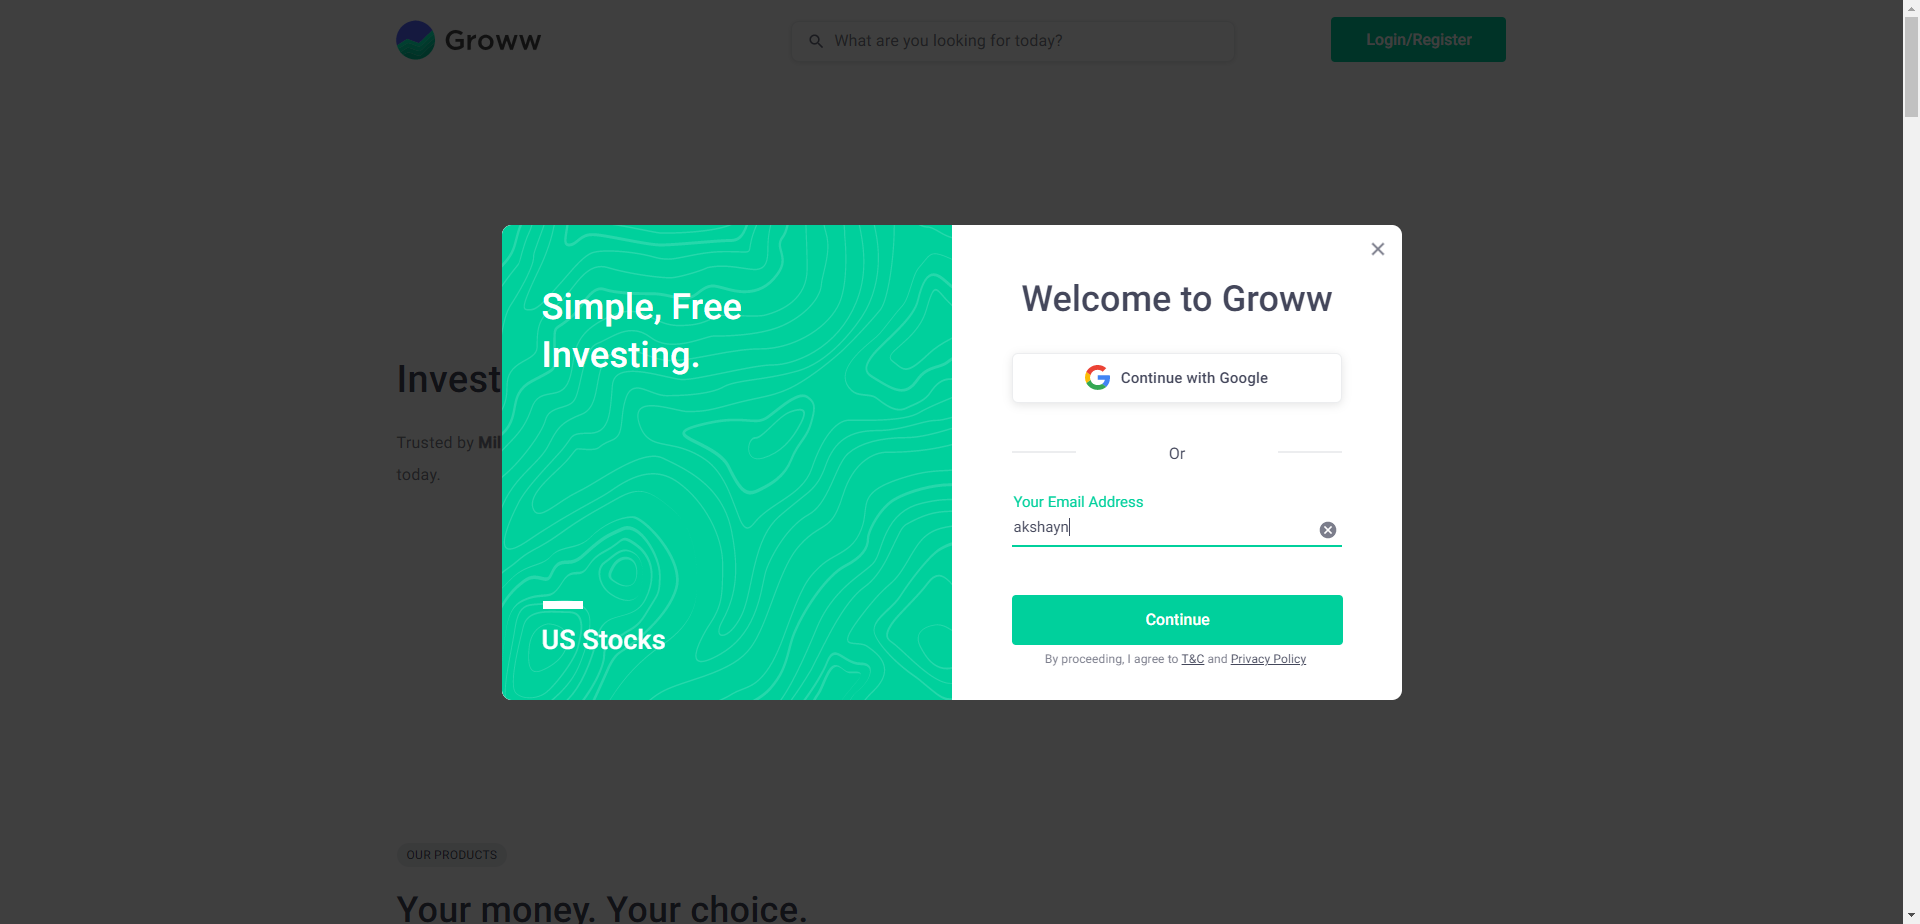 Groww
What are you looking for today?
Login/Register
Simple, Free
Investing.
US Stocks
Welcome to Groww
Continue with Google
Or
Your Email Address
akshayn
Continue
By proceeding, I agree to T&C and Privacy Policy
Invest
Trusted by Mil
today.
OUR PRODUCTS
Your money. Your choice.